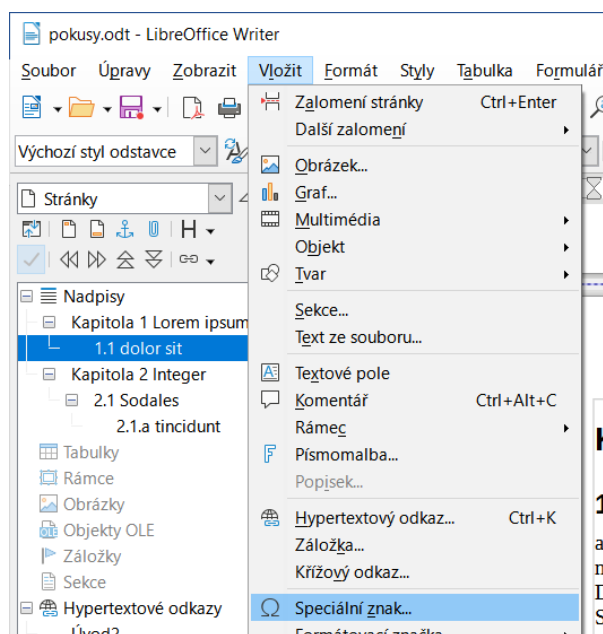 pokusy.odt - LibreOffice Writer
Soubor Úpravy Zobrazit Vložit Formát Styly Tabulka Formulář
Výchozí styl odstavce
Stránky
Nadpisy
Kapitola 1 Lorem ipsum
1.1 dolor sit
Kapitola 2 Integer
2.1 Sodales
2.1.a tincidunt
Tabulky
Rámce
Obrázky
Objekty OLE
Záložky
Sekce
Hypertextové odkazy
Úvod2
Zalomení stránky Ctrl+Enter
Další zalomení
Obrázek...
Graf...
Multimédia
Objekt
Tvar
Sekce...
Text ze souboru...
Textové pole
Komentář Ctrl+Alt+C
Rámec
Písmomalba...
Popisek...
Hypertextový odkaz... Ctrl+K
Záložka...
Křížový odkaz...
Speciální znak...
Formátovací značka